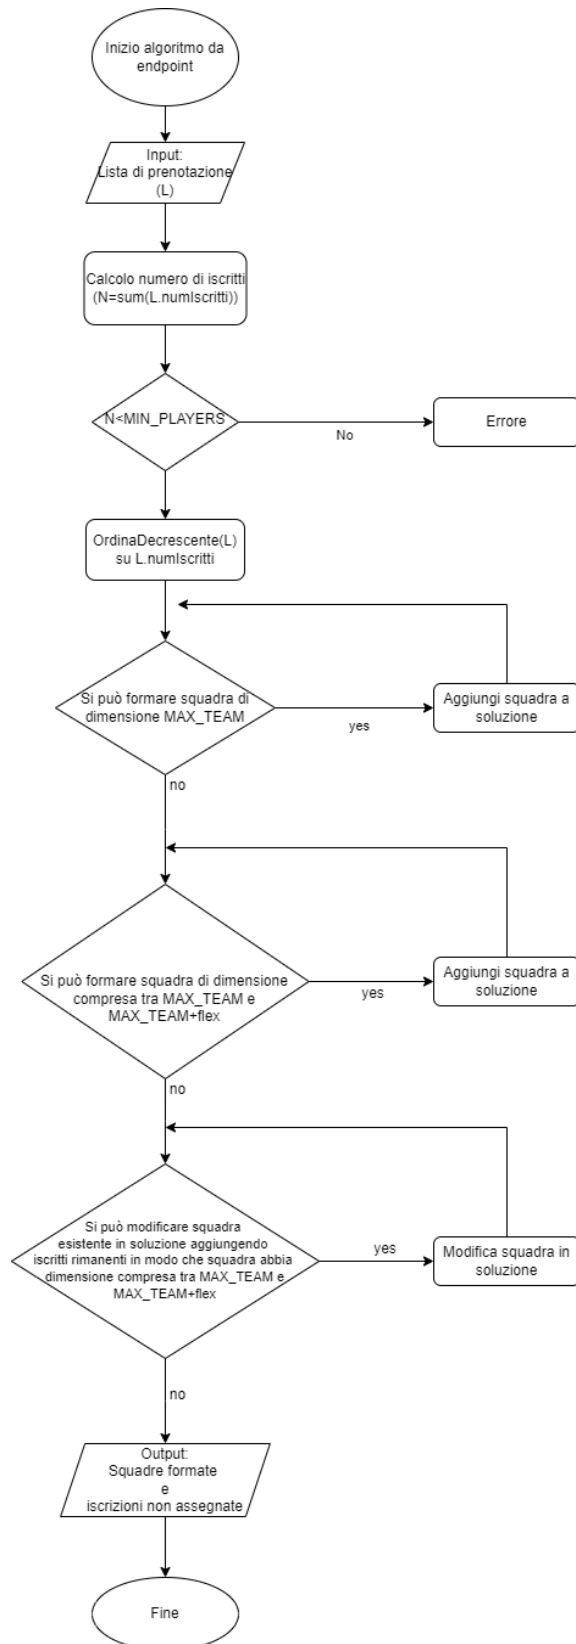 Inizio algoritmo da
endpoint
Input:
Lista di prenotazione
(L)
Calcolo numero di iscritti
(N=sum(L.numIscritti))
N<MIN_PLAYERS
No
Errore
OrdinaDecrescente(L)
su L.numIscritti
Si può formare squadra di
dimensione MAX_TEAM
yes
Aggiungi squadra a
soluzione
no
Si può formare squadra di dimensione
compresa tra MAX_TEAM e
MAX_TEAM+flex
yes
Aggiungi squadra a
soluzione
no
Si può modificare squadra
esistente in soluzione aggiungendo
iscritti rimanenti in modo che squadra abbia
dimensione compresa tra MAX_TEAM e
MAX_TEAM+flex
yes
Modifica squadra in
soluzione
no
Output:
Squadre formate
e
iscrizioni non assegnate
Fine